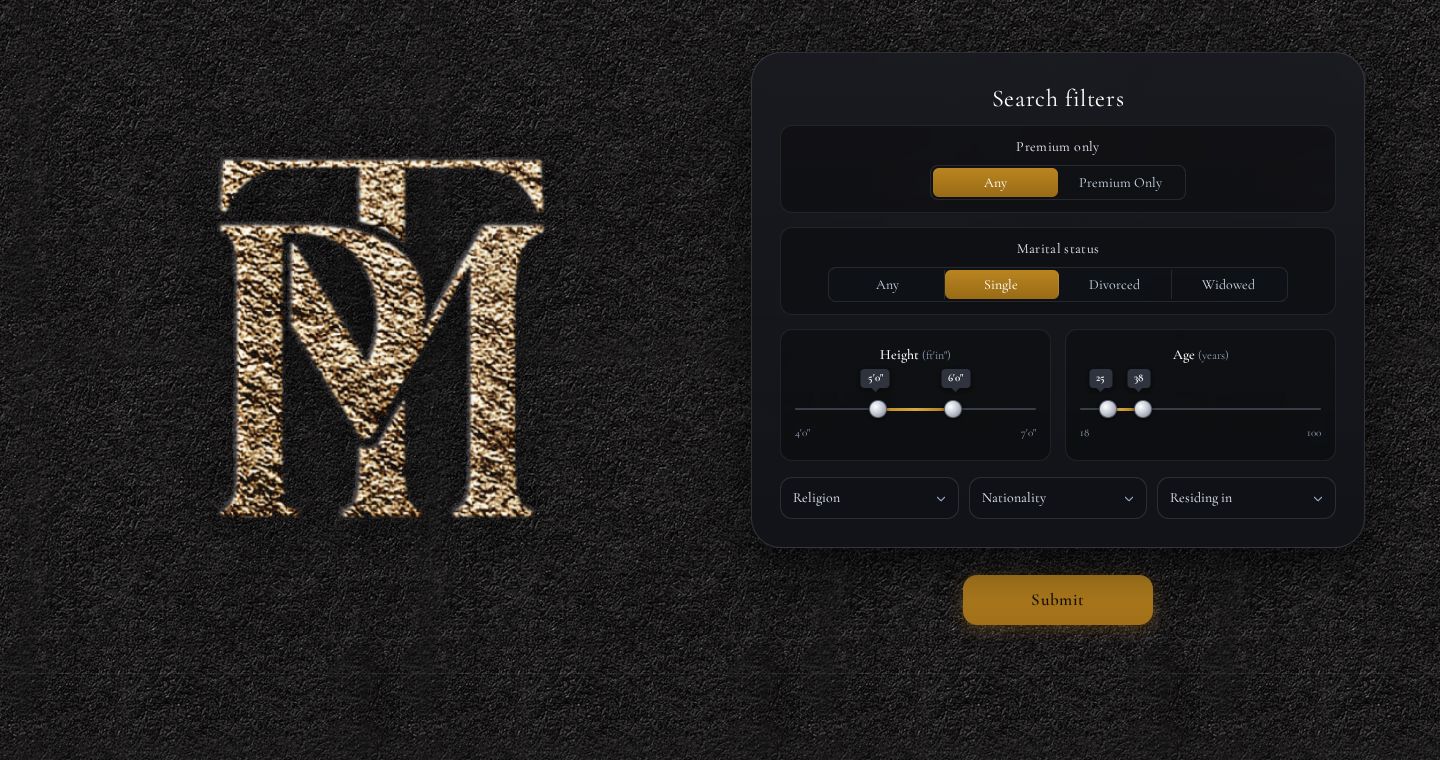 Search filters
Premium only
Any Premium Only
Marital status
Any Single Divorced Widowed
Height (ft'in") Age (years)
5'0" 6'0" 25 38
4'0" 7'0" 18 100
Religion Nationality Residing in
Submit